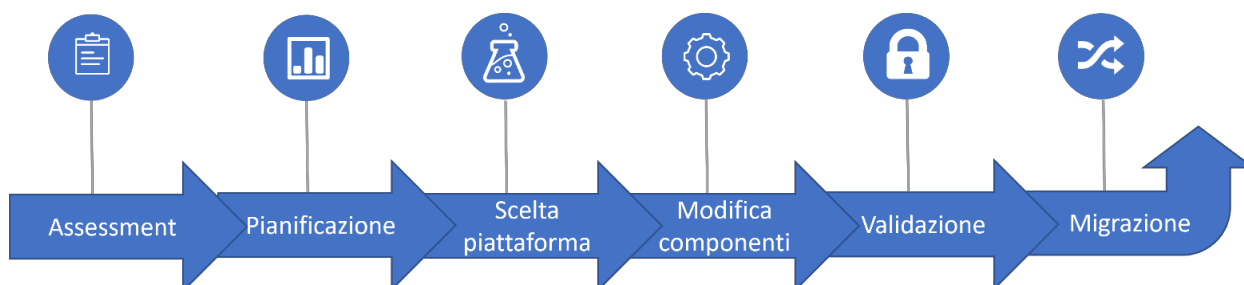 Assessment
Pianificazione
Scelta
piattaforma
Modifica
componenti
Validazione
Migrazione